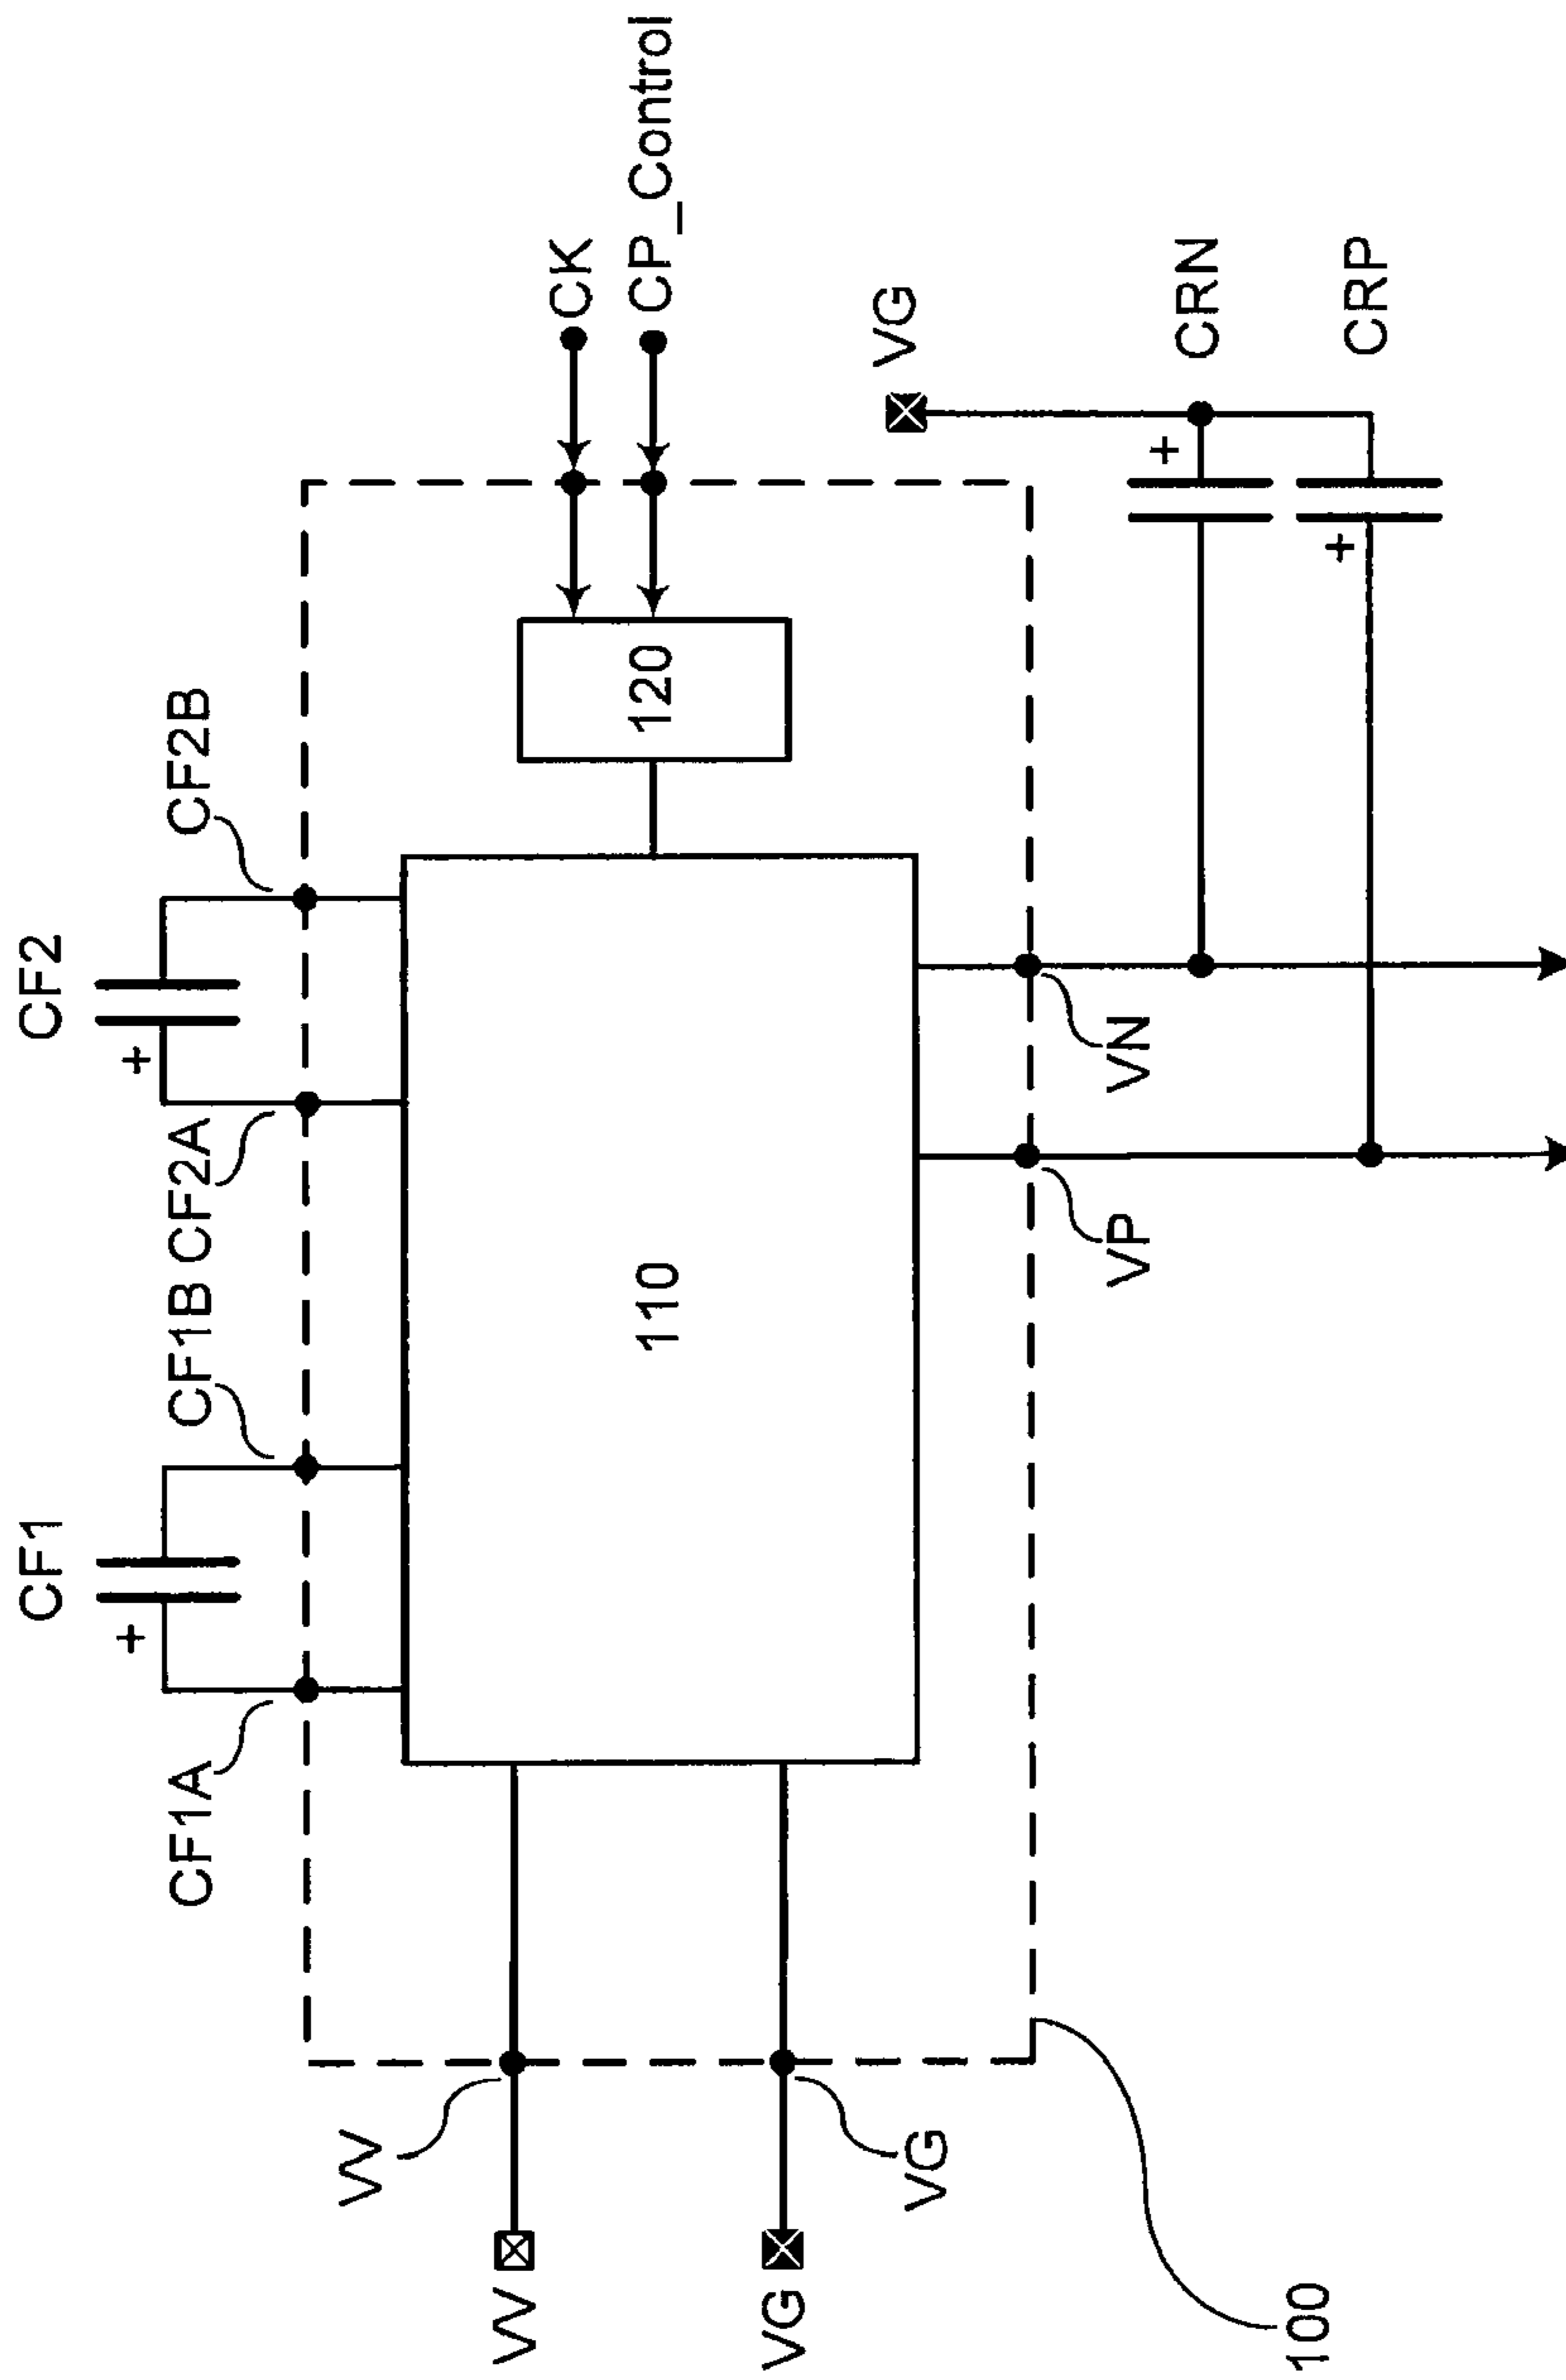 CF1
CF2
+
+
CF1A
CF1B
CF2A
CF2B
VV
VV
110
120
CK
CP_Control
VG
VG
VG
VP
VN
+
CRN
+
CRP
100